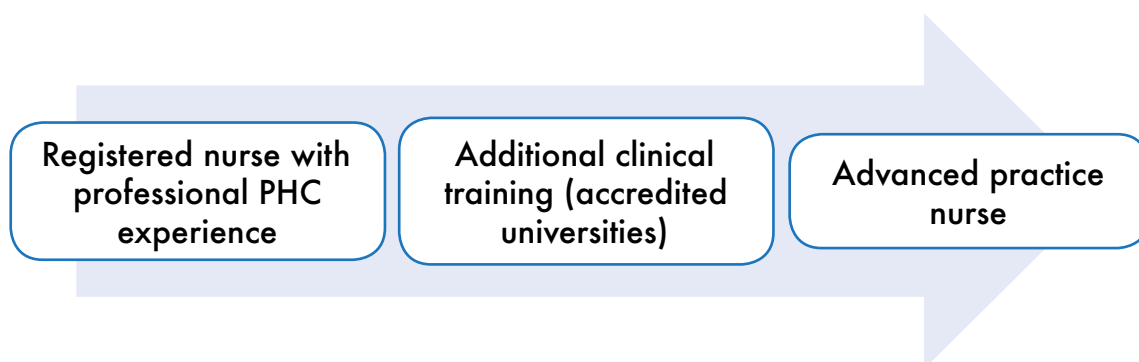 Registered nurse with
professional PHC
experience
Additional clinical
training (accredited
universities)
Advanced practice
nurse